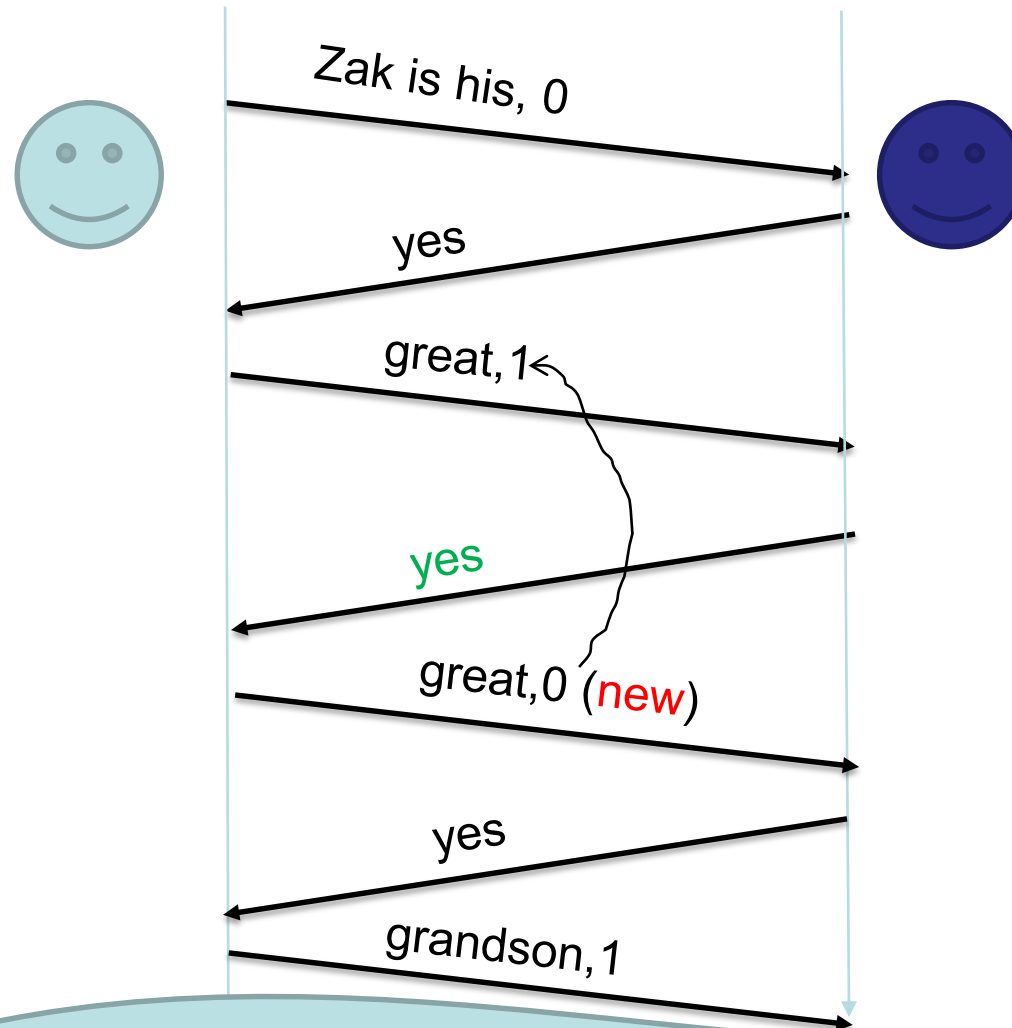 Zak is his, 0
yes
great,1
yes
great,0 (new)
yes
grandson,1